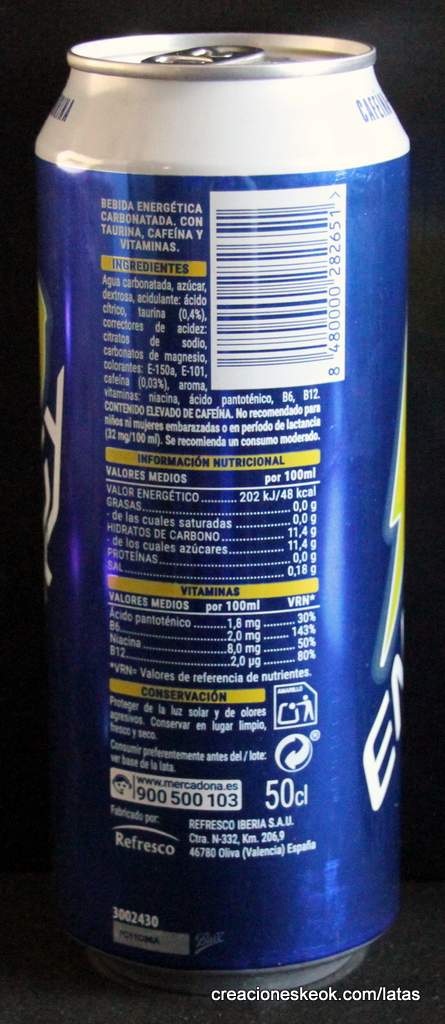 CAFEÍNA
BEBIDA ENERGÉTICA
CARBONATADA, CON
TAURINA, CAFEÍNA Y
VITAMINAS.
8 480000 282651 >
INGREDIENTES
Agua carbonatada, azúcar,
dextrosa, acidulante: ácido
cítrico, taurina (0,4%),
correctores de acidez:
citratos de sodio,
carbonatos de magnesio,
colorantes: E-150a, E-101,
cafeína (0,03%), aroma,
vitaminas: niacina, ácido pantoténico, B6, B12.
CONTENIDO ELEVADO DE CAFEÍNA. No recomendado para
niños ni mujeres embarazadas o en período de lactancia
(32 mg/100 ml). Se recomienda un consumo moderado.
INFORMACIÓN NUTRICIONAL
VALORES MEDIOS por 100ml
VALOR ENERGÉTICO .......... 202 kJ/48 kcal
GRASAS .......... 0,0 g
- de las cuales saturadas .......... 0,0 g
HIDRATOS DE CARBONO .......... 11,4 g
- de los cuales azúcares .......... 11,4 g
PROTEÍNAS .......... 0,0 g
SAL .......... 0,18 g
VITAMINAS
VALORES MEDIOS por 100ml VRN*
Ácido pantoténico .......... 1,8 mg .......... 30%
B6 .......... 2,0 mg .......... 143%
Niacina .......... 8,0 mg .......... 50%
B12 .......... 2,0 µg .......... 80%
*VRN= Valores de referencia de nutrientes.
CONSERVACIÓN
AMARILLO
Proteger de la luz solar y de olores
agresivos. Conservar en lugar limpio,
fresco y seco.
Consumir preferentemente antes del / lote:
ver base de la lata.
®
www.mercadona.es
900 500 103
50cl
Fabricado por:
Refresco
REFRESCO IBERIA S.A.U.
Ctra. N-332, Km. 206,9
46780 Oliva (Valencia) España
3002430
Ball
EN
creacioneskeok.com/latas